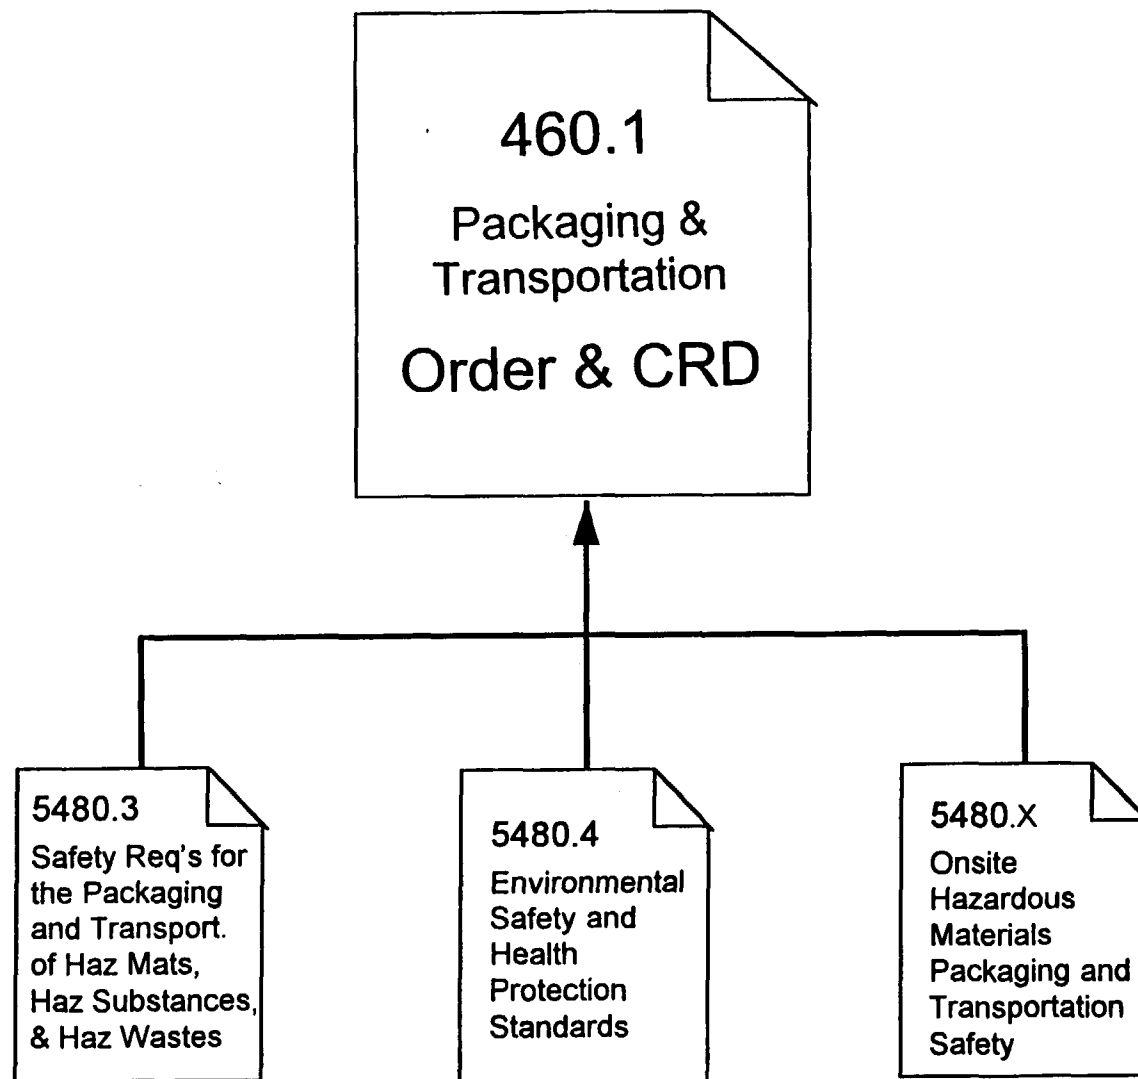 460.1
Packaging &
Transportation
Order & CRD
5480.3
Safety Req's for
the Packaging
and Transport.
of Haz Mats,
Haz Substances,
& Haz Wastes
5480.4
Environmental
Safety and
Health
Protection
Standards
5480.X
Onsite
Hazardous
Materials
Packaging and
Transportation
Safety